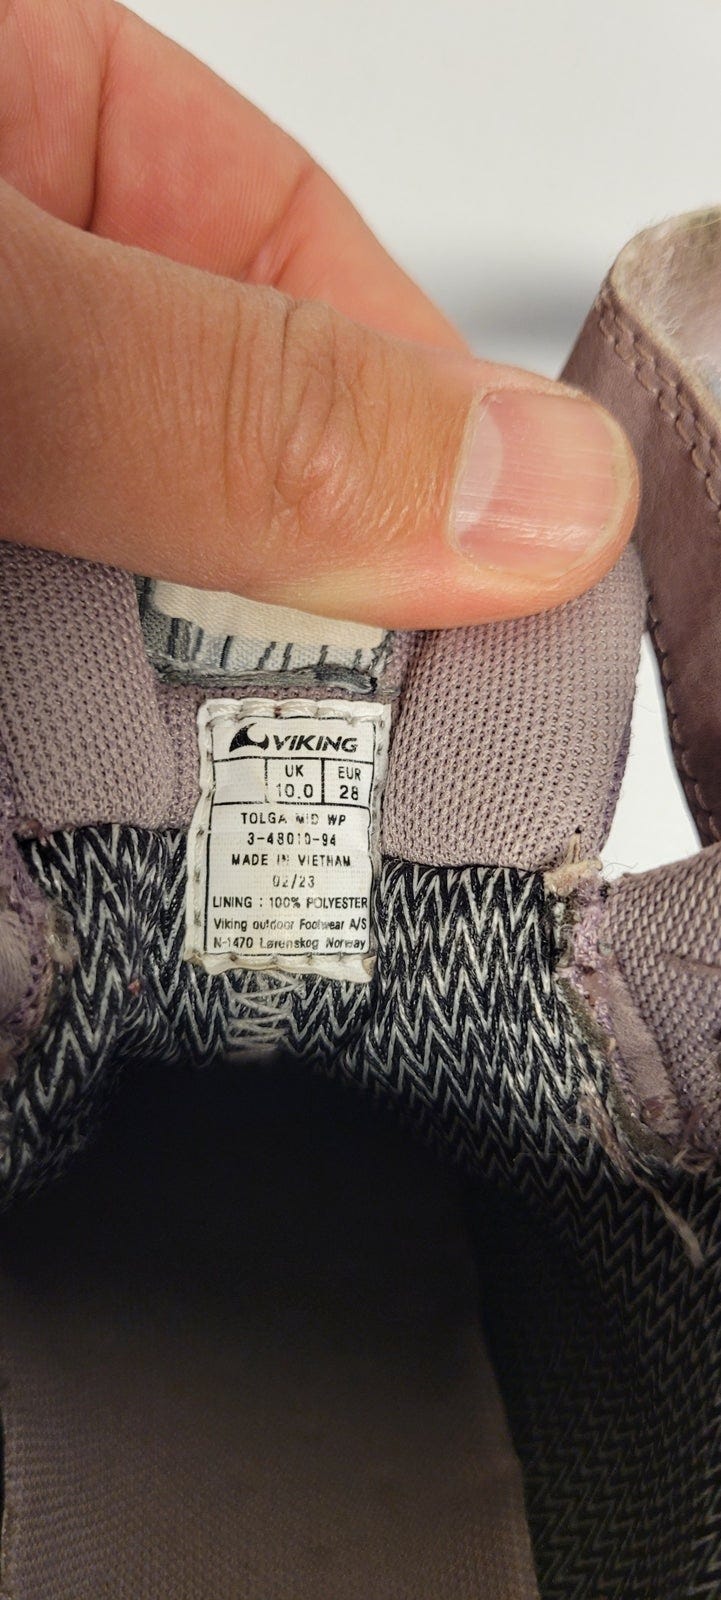 VIKING
UK EUR
10.0 28
TOLGA MID WP
3-48010-94
MADE IN VIETNAM
02/23
LINING : 100% POLYESTER
Viking outdoor Footwear A/S
N-1470 Lørenskog Norway